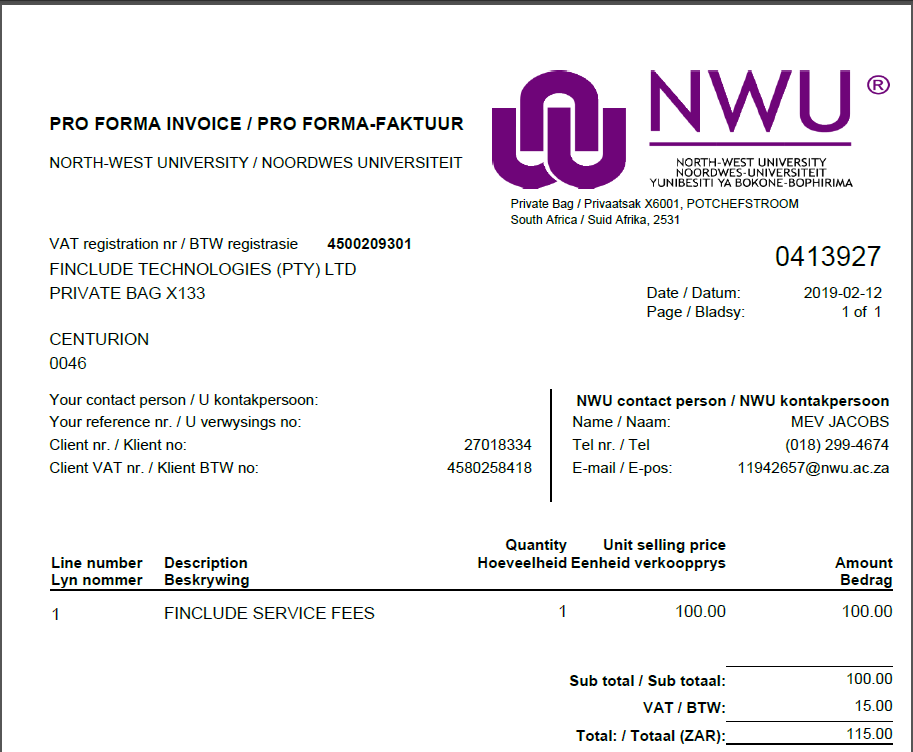 NWU®
NORTH-WEST UNIVERSITY
NOORDWES-UNIVERSITEIT
YUNIBESITI YA BOKONE-BOPHIRIMA
PRO FORMA INVOICE / PRO FORMA-FAKTUUR
NORTH-WEST UNIVERSITY / NOORDWES UNIVERSITEIT
Private Bag / Privaatsak X6001, POTCHEFSTROOM
South Africa / Suid Afrika, 2531
VAT registration nr / BTW registrasie 4500209301
FINCLUDE TECHNOLOGIES (PTY) LTD
PRIVATE BAG X133
CENTURION
0046
0413927
Date / Datum: 2019-02-12
Page / Bladsy: 1 of 1
Your contact person / U kontakpersoon:
Your reference nr. / U verwysings no:
Client nr. / Klient no: 27018334
Client VAT nr. / Klient BTW no: 4580258418
NWU contact person / NWU kontakpersoon
Name / Naam: MEV JACOBS
Tel nr. / Tel (018) 299-4674
E-mail / E-pos: 11942657@nwu.ac.za
Quantity Unit selling price
Line number Description Hoeveelheid Eenheid verkoopprys Amount
Lyn nommer Beskrywing Bedrag
1 FINCLUDE SERVICE FEES 1 100.00 100.00
Sub total / Sub totaal: 100.00
VAT / BTW: 15.00
Total: / Totaal (ZAR): 115.00